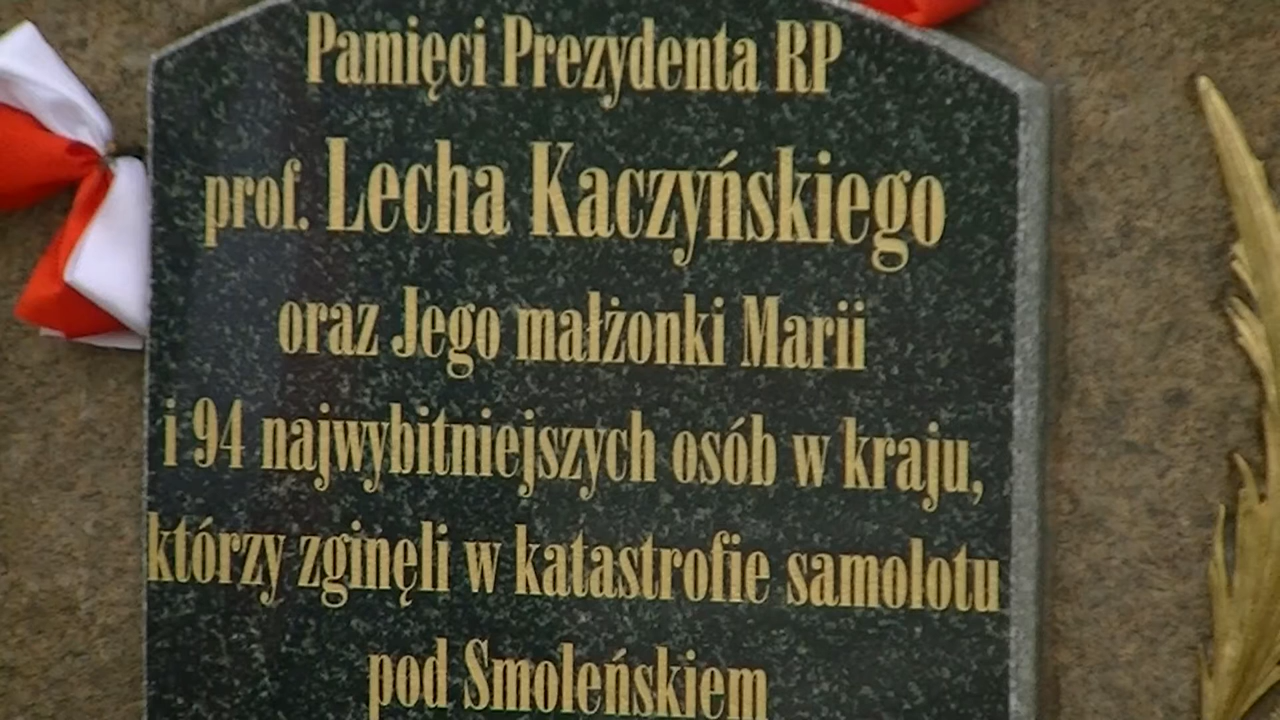 Pamięci Prezydenta RP
prof. Lecha Kaczyńskiego
oraz Jego małżonki Marii
i 94 najwybitniejszych osób w kraju,
którzy zginęli w katastrofie samolotu
pod Smoleńskiem